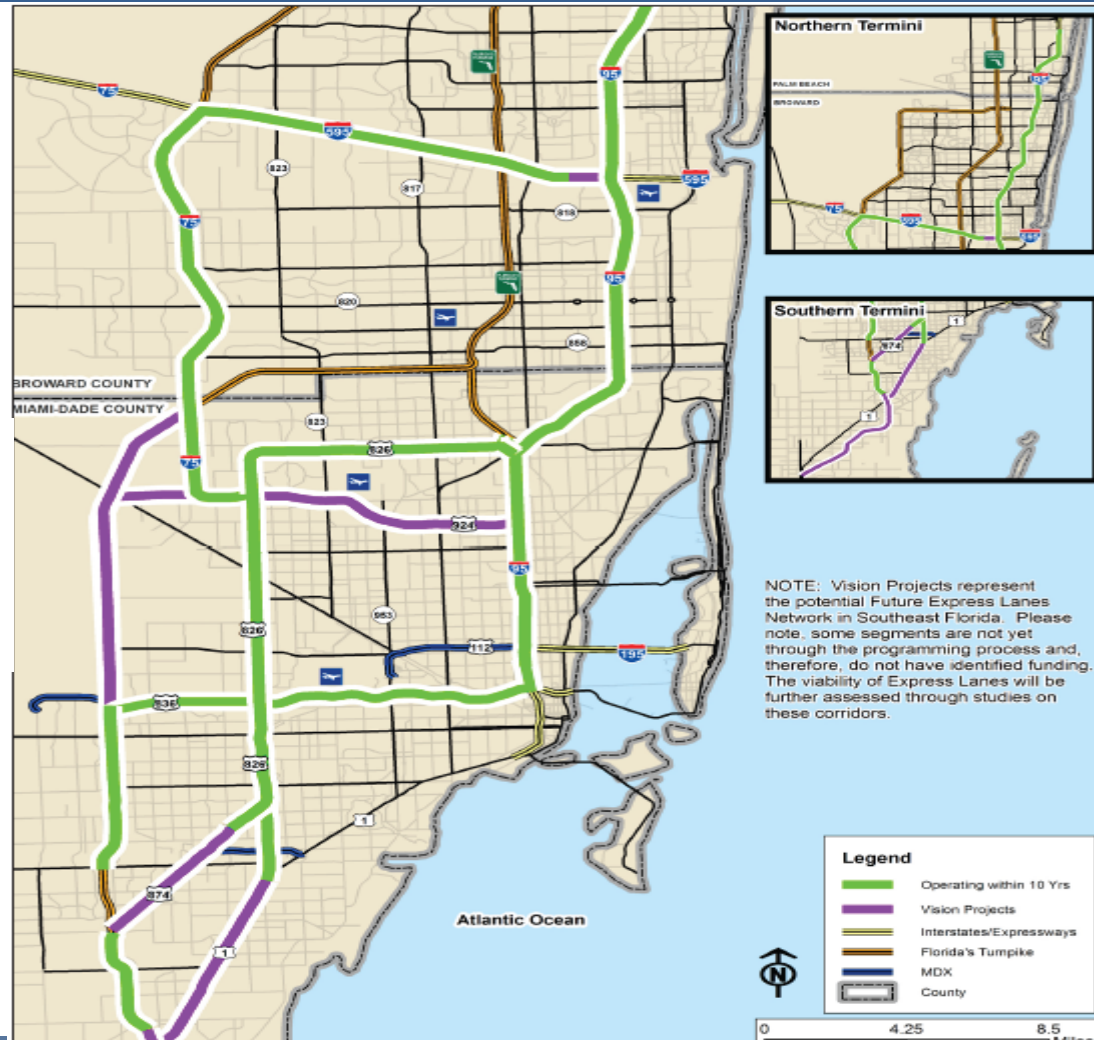 95
Northern Termini
PALM BEACH
BROWARD
95
75
595
595
75
595
823
817
595
818
75
95
820
858
Southern Termini
1
874
1
BROWARD COUNTY
MIAMI-DADE COUNTY
823
826
75
924
95
NOTE: Vision Projects represent
the potential Future Express Lanes
Network in Southeast Florida. Please
note, some segments are not yet
through the programming process and,
therefore, do not have identified funding.
The viability of Express Lanes will be
further assessed through studies on
these corridors.
953
826
112
195
836
826
1
874
1
Atlantic Ocean
Legend
Operating within 10 Yrs
Vision Projects
Interstates/Expressways
Florida's Turnpike
MDX
County
N
0 4.25 8.5
Miles